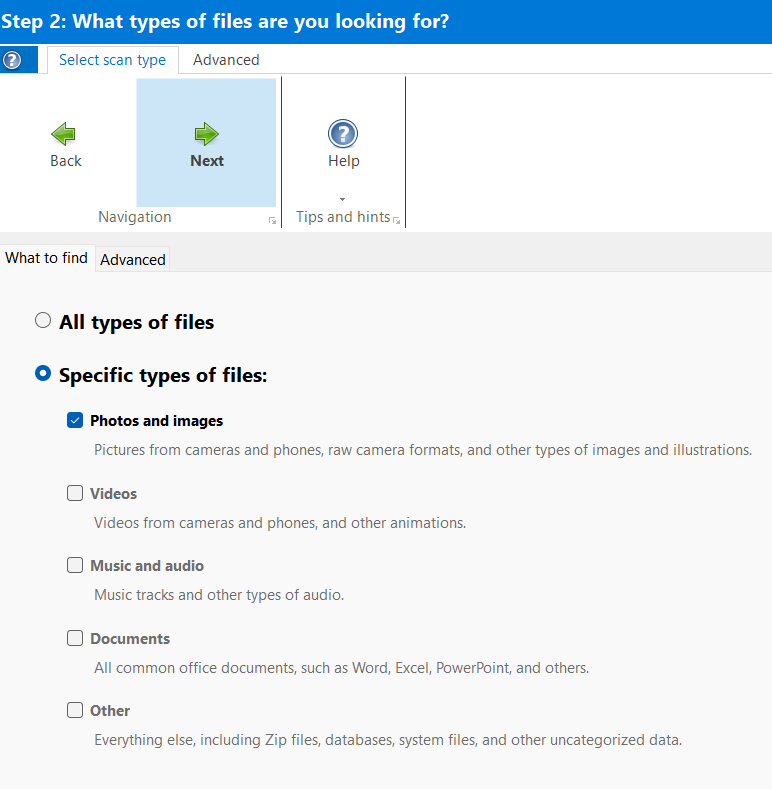 Step 2: What types of files are you looking for?
? Select scan type Advanced
Back Next ? Help
Navigation Tips and hints
What to find Advanced
All types of files
Specific types of files:
Photos and images
Pictures from cameras and phones, raw camera formats, and other types of images and illustrations.
Videos
Videos from cameras and phones, and other animations.
Music and audio
Music tracks and other types of audio.
Documents
All common office documents, such as Word, Excel, PowerPoint, and others.
Other
Everything else, including Zip files, databases, system files, and other uncategorized data.